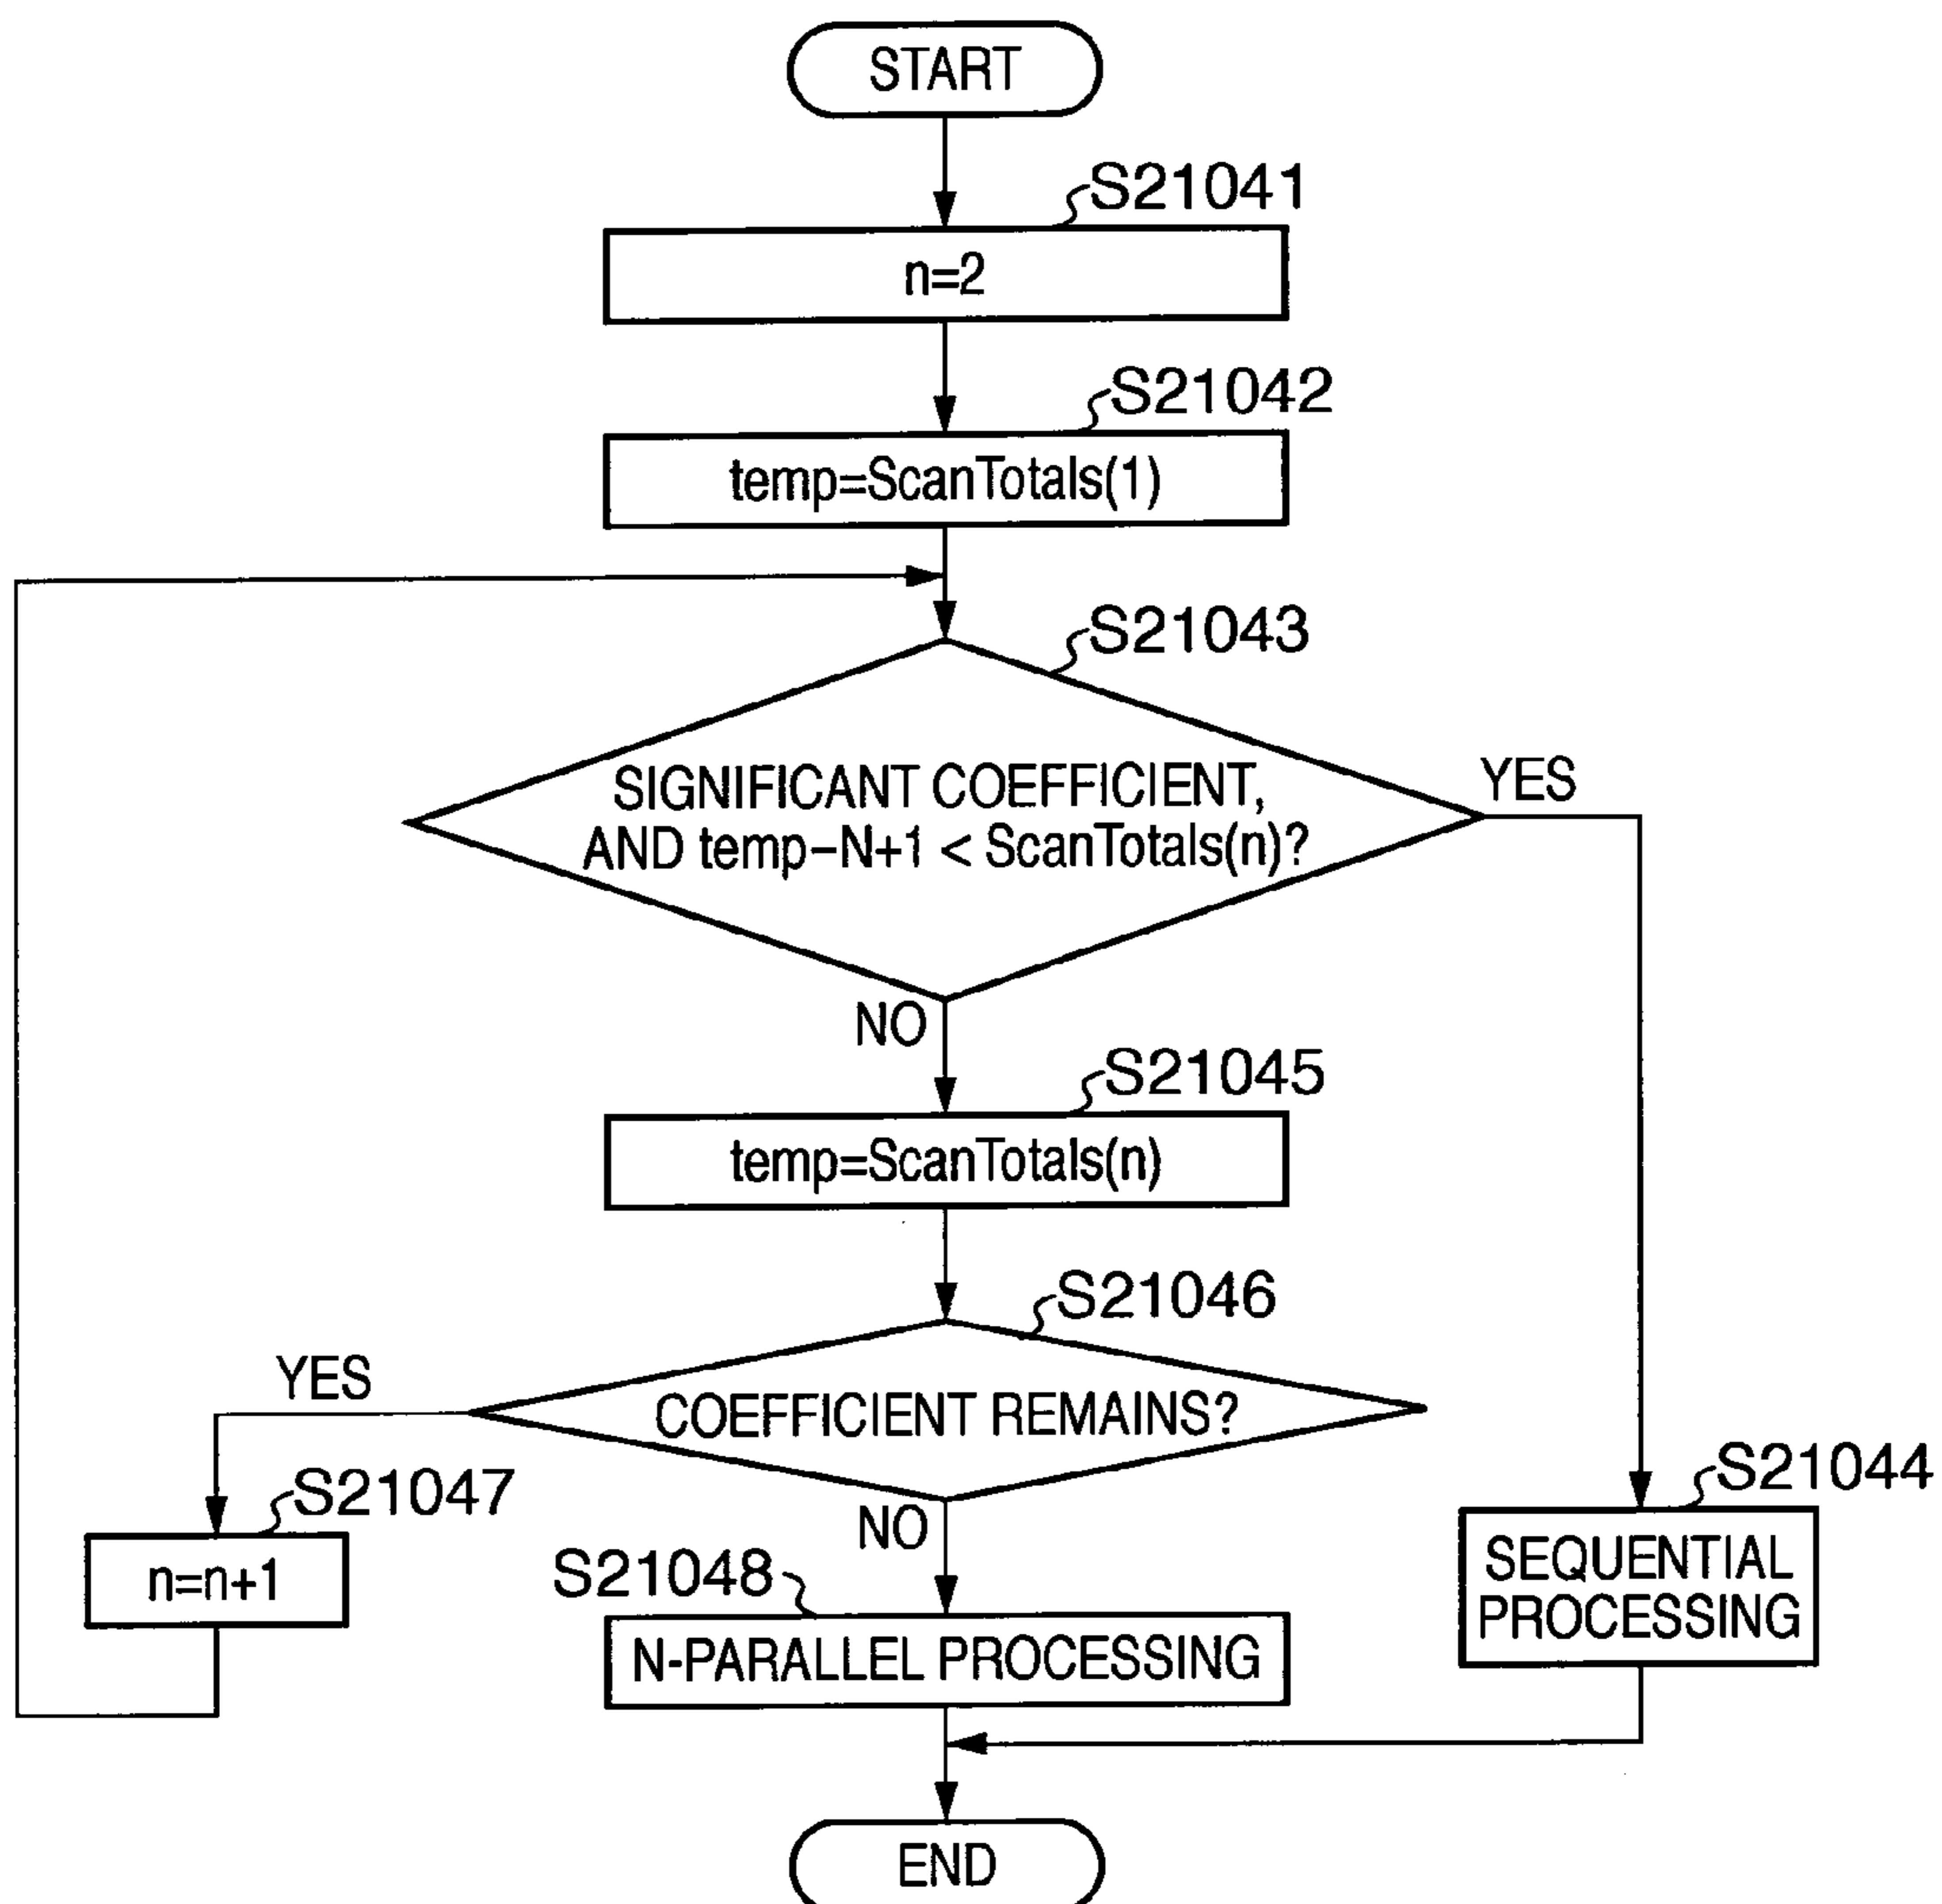 START
S21041
n=2
S21042
temp=ScanTotals(1)
S21043
SIGNIFICANT COEFFICIENT,
AND temp−N+1 < ScanTotals(n)?
YES
NO
S21045
temp=ScanTotals(n)
S21046
COEFFICIENT REMAINS?
YES
NO
S21047
n=n+1
S21048
N-PARALLEL PROCESSING
S21044
SEQUENTIAL
PROCESSING
END